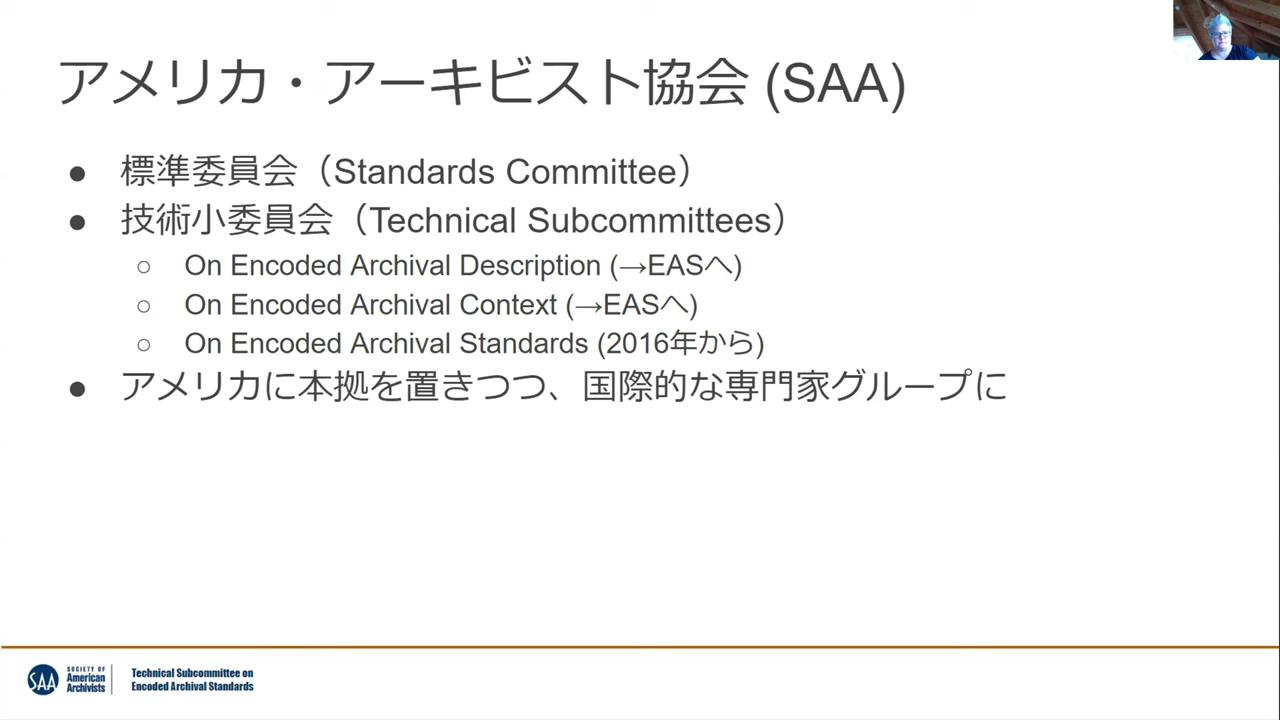 アメリカ・アーキビスト協会 (SAA)
● 標準委員会（Standards Committee）
● 技術小委員会（Technical Subcommittees）
○ On Encoded Archival Description (→EASへ)
○ On Encoded Archival Context (→EASへ)
○ On Encoded Archival Standards (2016年から)
● アメリカに本拠を置きつつ、国際的な専門家グループに
SAA
SOCIETY OF
American
Archivists
Technical Subcommittee on
Encoded Archival Standards